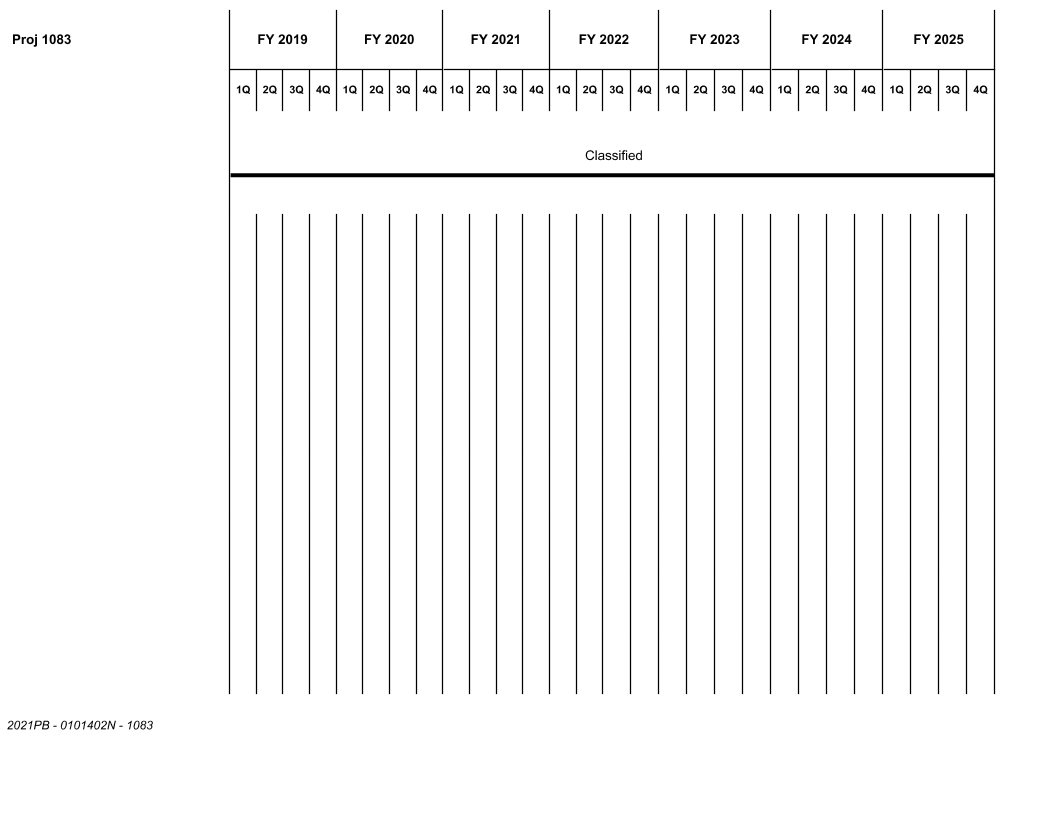 Proj 1083 FY 2019 FY 2020 FY 2021 FY 2022 FY 2023 FY 2024 FY 2025
1Q 2Q 3Q 4Q 1Q 2Q 3Q 4Q 1Q 2Q 3Q 4Q 1Q 2Q 3Q 4Q 1Q 2Q 3Q 4Q 1Q 2Q 3Q 4Q 1Q 2Q 3Q 4Q
Classified
2021PB - 0101402N - 1083